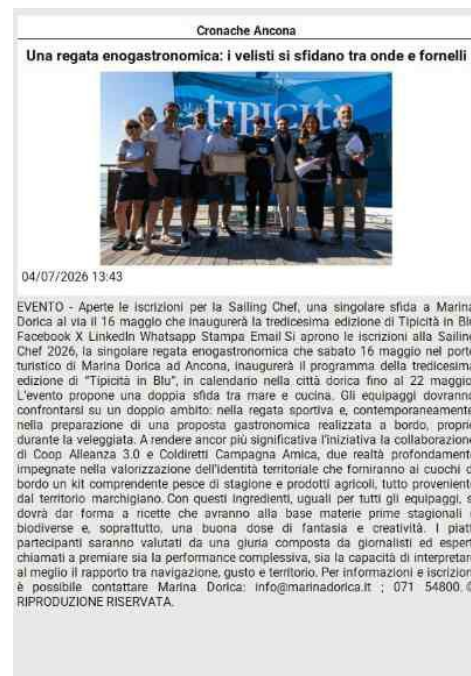 Cronache Ancona
Una regata enogastronomica: i velisti si sfidano tra onde e fornelli
TIPICITÀ
04/07/2026 13:43
EVENTO - Aperte le iscrizioni per la Sailing Chef, una singolare sfida a Marina
Dorica al via il 16 maggio che inaugurerà la tredicesima edizione di Tipicità in Blu
Facebook X LinkedIn Whatsapp Stampa Email Si aprono le iscrizioni alla Sailing
Chef 2026, la singolare regata enogastronomica che sabato 16 maggio nel porto
turistico di Marina Dorica ad Ancona, inaugurerà il programma della tredicesima
edizione di "Tipicità in Blu", in calendario nella città dorica fino al 22 maggio.
L'evento propone una doppia sfida tra mare e cucina. Gli equipaggi dovranno
confrontarsi su un doppio ambito: nella regata sportiva e, contemporaneamente
nella preparazione di una proposta gastronomica realizzata a bordo, proprio
durante la veleggiata. A rendere ancor più significativa l'iniziativa la collaborazione
di Coop Alleanza 3.0 e Coldiretti Campagna Amica, due realtà profondamente
impegnate nella valorizzazione dell'identità territoriale che forniranno ai cuochi di
bordo un kit comprendente pesce di stagione e prodotti agricoli, tutto proveniente
dal territorio marchigiano. Con questi ingredienti, uguali per tutti gli equipaggi, si
dovrà dar forma a ricette che avranno alla base materie prime stagionali e
biodiverse e, soprattutto, una buona dose di fantasia e creatività. I piatti
partecipanti saranno valutati da una giuria composta da giornalisti ed esperti
chiamati a premiare sia la performance complessiva, sia la capacità di interpretare
al meglio il rapporto tra navigazione, gusto e territorio. Per informazioni e iscrizioni
è possibile contattare Marina Dorica: info@marinadorica.it ; 071 54800. ©
RIPRODUZIONE RISERVATA.